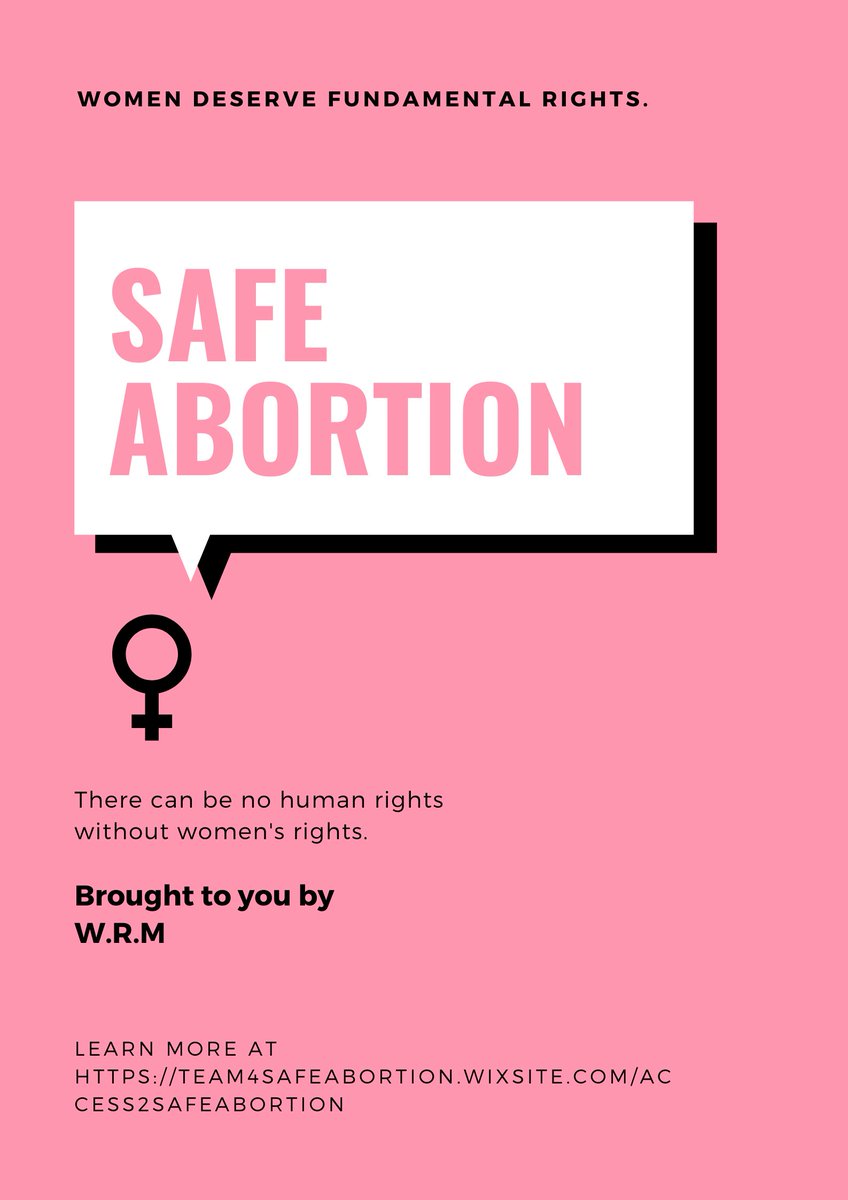 WOMEN DESERVE FUNDAMENTAL RIGHTS.
SAFE
ABORTION
There can be no human rights
without women's rights.
Brought to you by
W.R.M
LEARN MORE AT
HTTPS://TEAM4SAFEABORTION.WIXSITE.COM/AC
CESS2SAFEABORTION